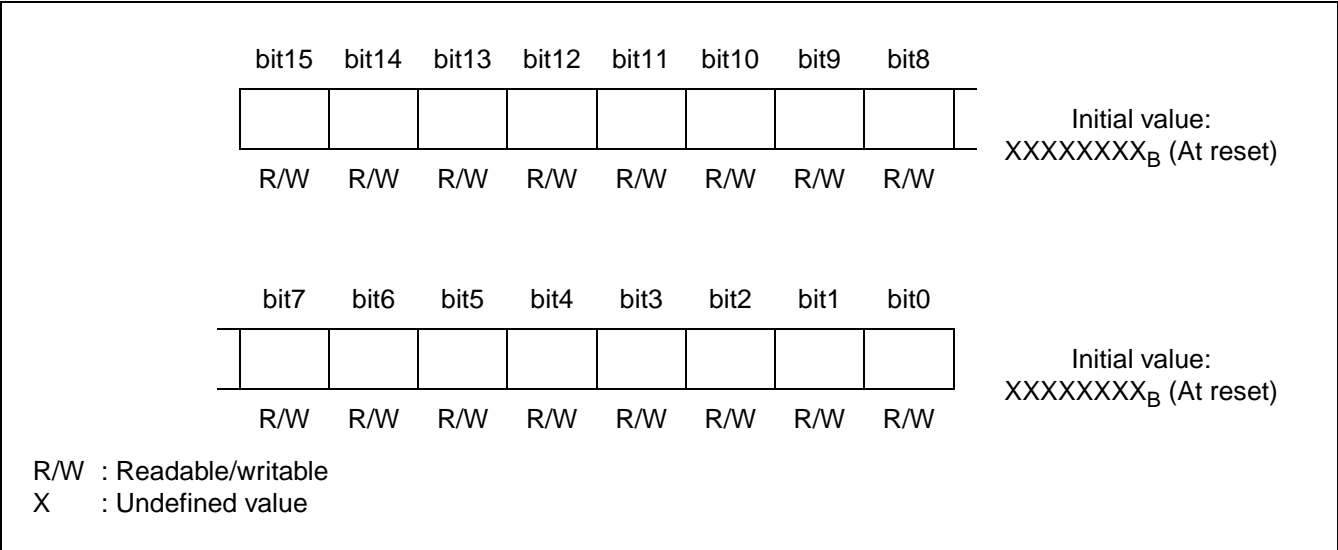 bit15 bit14 bit13 bit12 bit11 bit10 bit9 bit8
Initial value:
XXXXXXXXB (At reset)
R/W R/W R/W R/W R/W R/W R/W R/W
bit7 bit6 bit5 bit4 bit3 bit2 bit1 bit0
Initial value:
XXXXXXXXB (At reset)
R/W R/W R/W R/W R/W R/W R/W R/W
R/W : Readable/writable
X : Undefined value